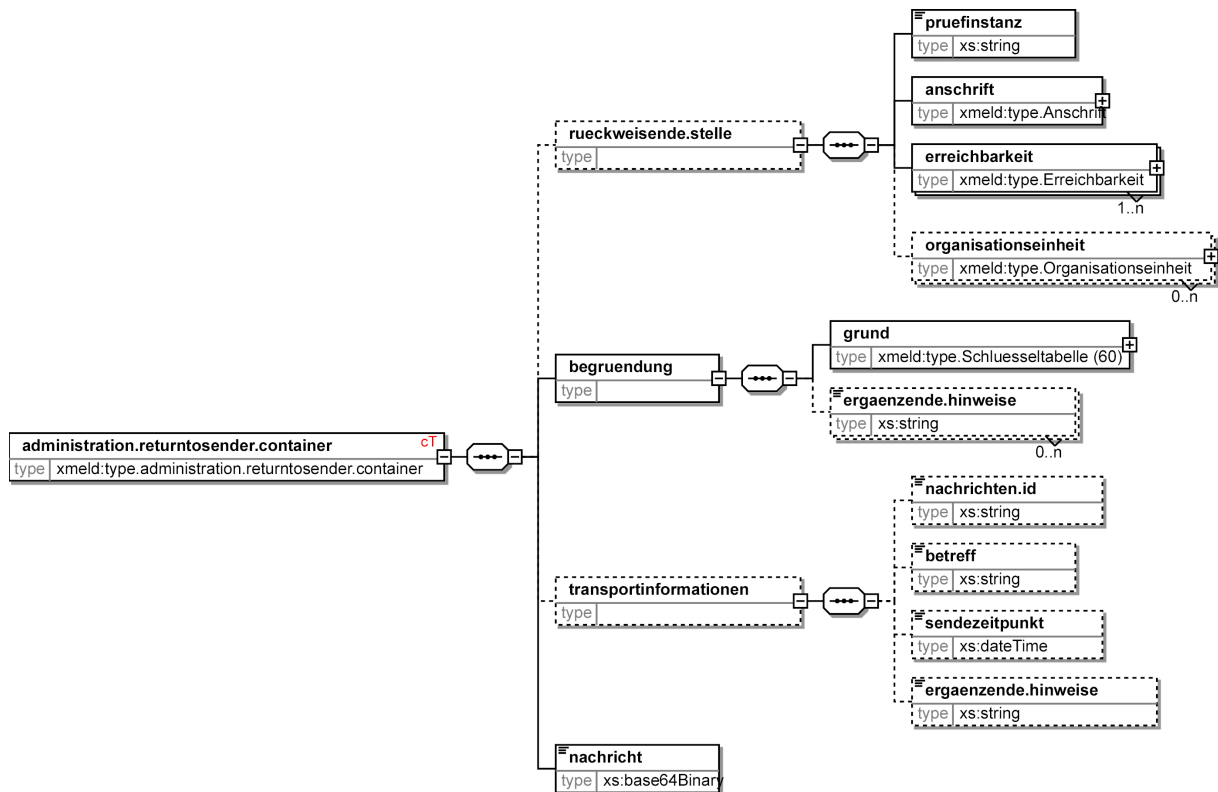 pruefinstanz
type xs:string
anschrift
type xmeld:type.Anschrift
rueckweisende.stelle
type
erreichbarkeit
type xmeld:type.Erreichbarkeit
1..n
organisationseinheit
type xmeld:type.Organisationseinheit
0..n
grund
type xmeld:type.Schluesseltabelle (60)
begruendung
type
ergaenzende.hinweise
type xs:string
0..n
administration.returntosender.container cT
type xmeld:type.administration.returntosender.container
nachrichten.id
type xs:string
betreff
type xs:string
transportinformationen
type
sendezeitpunkt
type xs:dateTime
ergaenzende.hinweise
type xs:string
nachricht
type xs:base64Binary